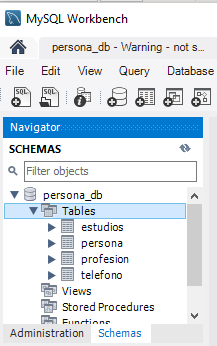 MySQL Workbench
persona_db - Warning - not s...
File Edit View Query Database
SQL SQL
Navigator
SCHEMAS
Filter objects
persona_db
Tables
estudios
persona
profesion
telefono
Views
Stored Procedures
Functions
Administration Schemas